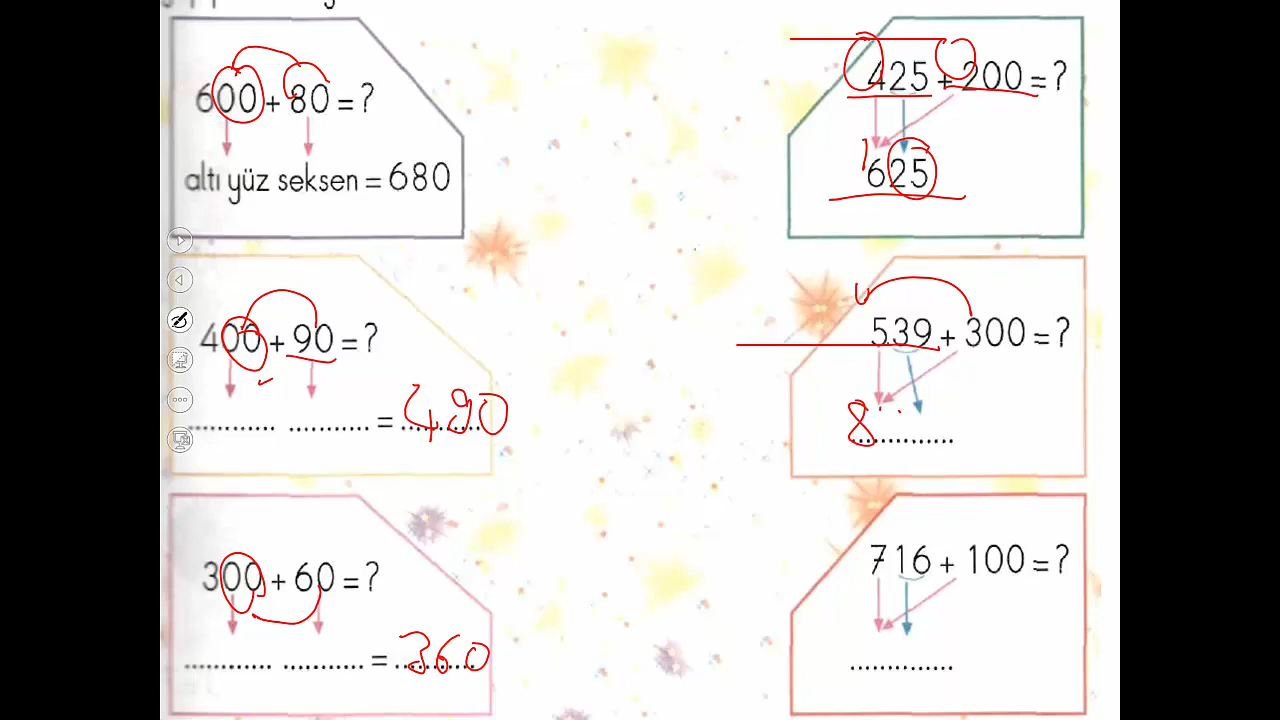 600 + 80 = ?
altı yüz seksen = 680
425 + 200 = ?
625
400 + 90 = ?
.............. ............. = 490
539 + 300 = ?
8..............
300 + 60 = ?
.............. ............. = 360
716 + 100 = ?
.................